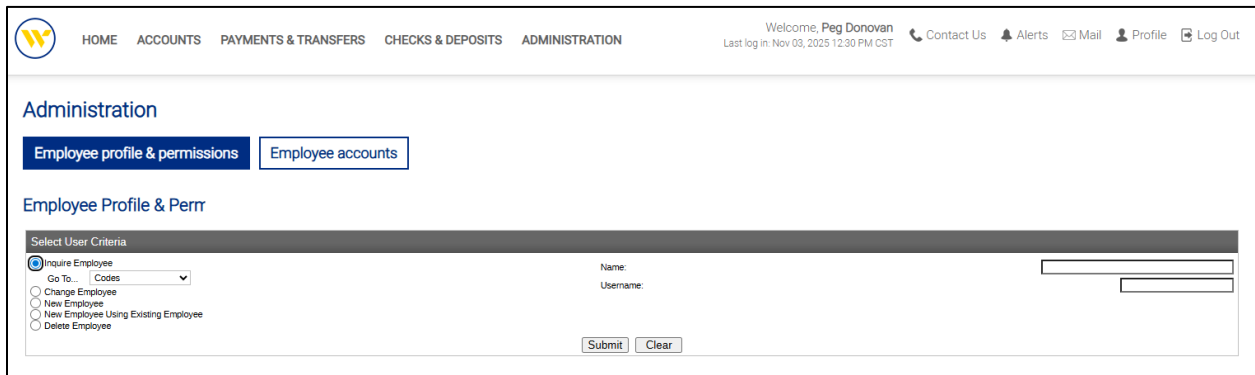 W
HOME ACCOUNTS PAYMENTS & TRANSFERS CHECKS & DEPOSITS ADMINISTRATION
Welcome, Peg Donovan
Last log in: Nov 03, 2025 12:30 PM CST
Contact Us Alerts Mail Profile Log Out
Administration
Employee profile & permissions Employee accounts
Employee Profile & Perm
Select User Criteria
Inquire Employee
Go To... Codes
Change Employee
New Employee
New Employee Using Existing Employee
Delete Employee
Name:
Username:
Submit Clear